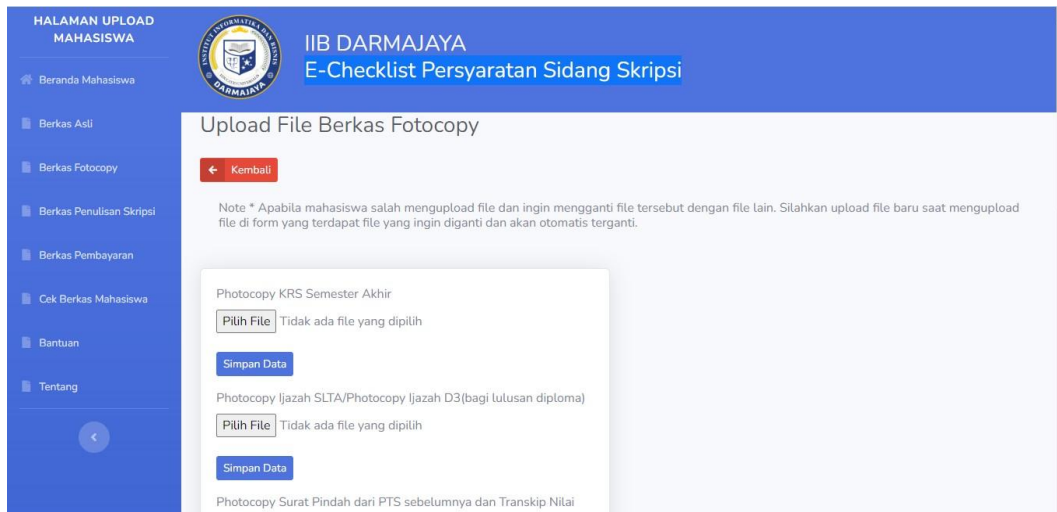 HALAMAN UPLOAD
MAHASISWA
Beranda Mahasiswa
Berkas Asli
Berkas Fotocopy
Berkas Penulisan Skripsi
Berkas Pembayaran
Cek Berkas Mahasiswa
Bantuan
Tentang
INSTITUT INFORMATIKA DAN BISNIS
DARMAJAYA
IIB DARMAJAYA
E-Checklist Persyaratan Sidang Skripsi
Upload File Berkas Fotocopy
Kembali
Note * Apabila mahasiswa salah mengupload file dan ingin mengganti file tersebut dengan file lain. Silahkan upload file baru saat mengupload
file di form yang terdapat file yang ingin diganti dan akan otomatis terganti.
Photocopy KRS Semester Akhir
Pilih File Tidak ada file yang dipilih
Simpan Data
Photocopy Ijazah SLTA/Photocopy Ijazah D3(bagi lulusan diploma)
Pilih File Tidak ada file yang dipilih
Simpan Data
Photocopy Surat Pindah dari PTS sebelumnya dan Transkip Nilai